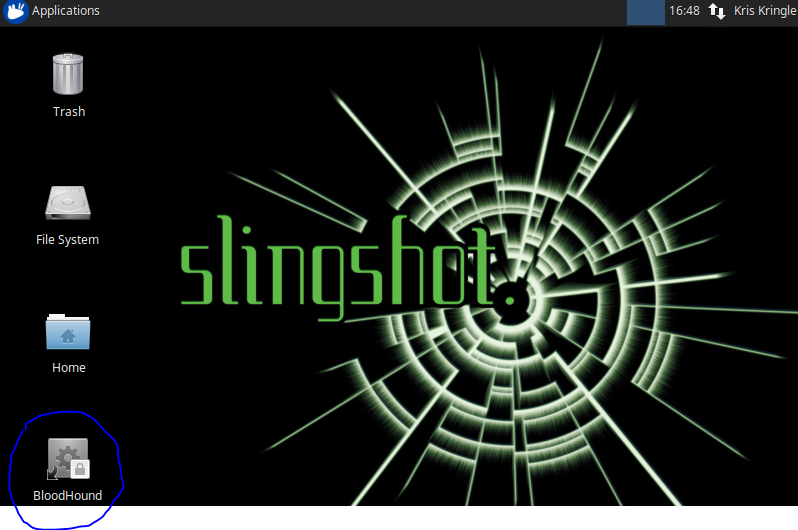 Applications
16:48
Kris Kringle
Trash
File System
slingshot.
Home
BloodHound